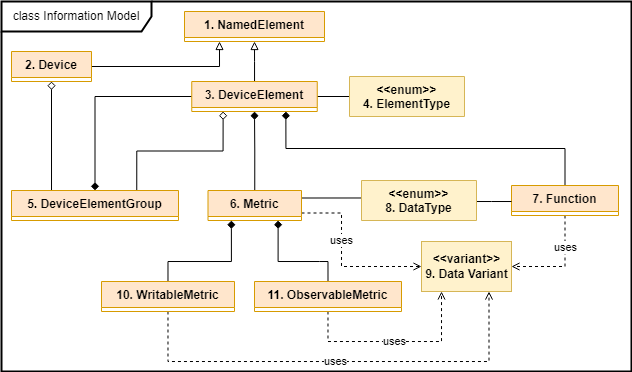 class Information Model
1. NamedElement
2. Device
3. DeviceElement
<<enum>>
4. ElementType
5. DeviceElementGroup
6. Metric
<<enum>>
8. DataType
7. Function
uses
uses
<<variant>>
9. Data Variant
10. WritableMetric
11. ObservableMetric
uses
uses